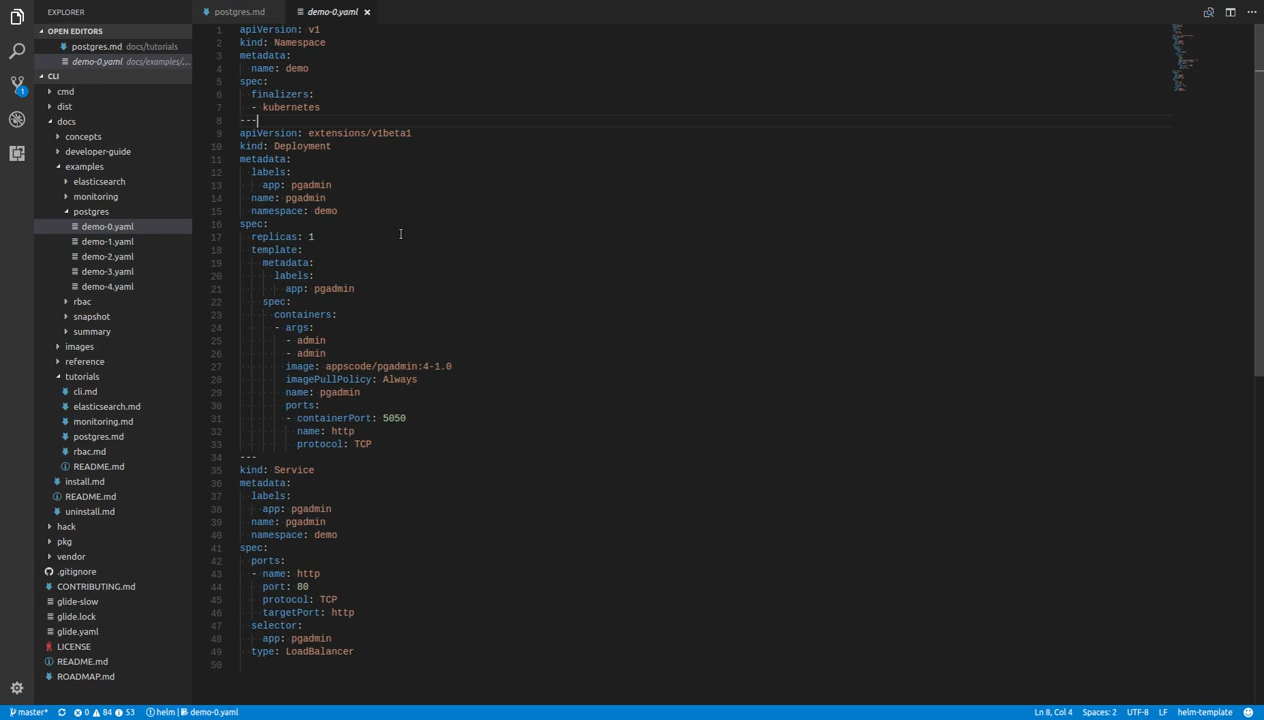 EXPLORER
OPEN EDITORS
postgres.md docs/tutorials
demo-0.yaml docs/examples/...
CLI
cmd
dist
docs
concepts
developer-guide
examples
elasticsearch
monitoring
postgres
demo-0.yaml
demo-1.yaml
demo-2.yaml
demo-3.yaml
demo-4.yaml
rbac
snapshot
summary
images
reference
tutorials
cli.md
elasticsearch.md
monitoring.md
postgres.md
rbac.md
README.md
install.md
README.md
uninstall.md
hack
pkg
vendor
.gitignore
CONTRIBUTING.md
glide-slow
glide.lock
glide.yaml
LICENSE
README.md
ROADMAP.md
1
postgres.md
demo-0.yaml
1 apiVersion: v1
2 kind: Namespace
3 metadata:
4   name: demo
5 spec:
6   finalizers:
7   - kubernetes
8 ---
9 apiVersion: extensions/v1beta1
10 kind: Deployment
11 metadata:
12   labels:
13     app: pgadmin
14   name: pgadmin
15   namespace: demo
16 spec:
17   replicas: 1
18   template:
19     metadata:
20       labels:
21         app: pgadmin
22     spec:
23       containers:
24       - args:
25         - admin
26         - admin
27         image: appscode/pgadmin:4-1.0
28         imagePullPolicy: Always
29         name: pgadmin
30         ports:
31         - containerPort: 5050
32           name: http
33           protocol: TCP
34 ---
35 kind: Service
36 metadata:
37   labels:
38     app: pgadmin
39   name: pgadmin
40   namespace: demo
41 spec:
42   ports:
43   - name: http
44     port: 80
45     protocol: TCP
46     targetPort: http
47   selector:
48     app: pgadmin
49   type: LoadBalancer
50
master* 0 84 53 helm | demo-0.yaml Ln 8, Col 4 Spaces: 2 UTF-8 LF helm-template